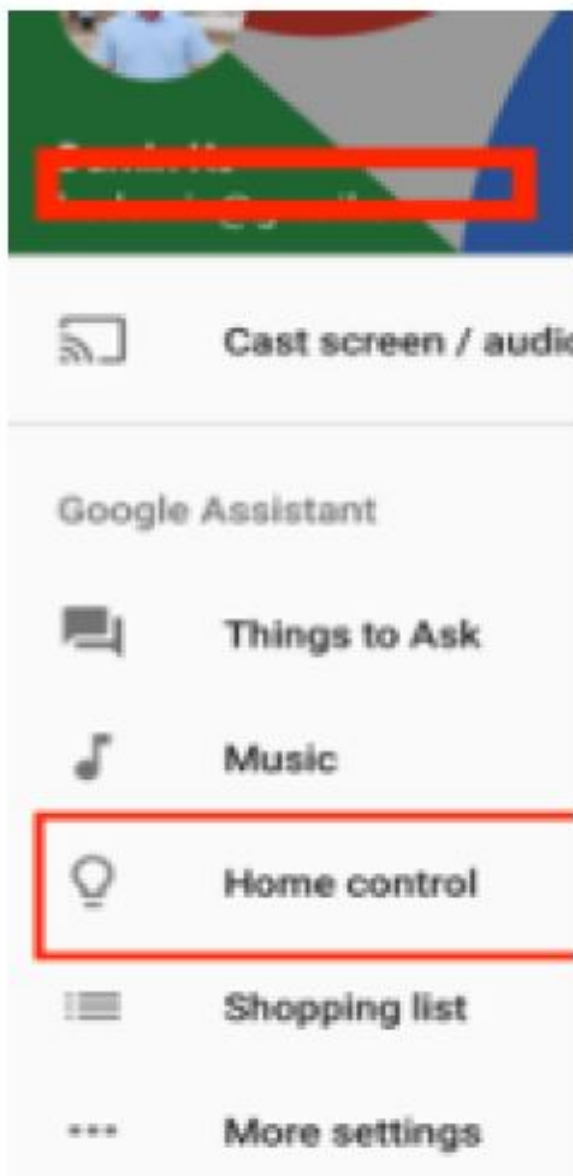 Cast screen / audio
Google Assistant
Things to Ask
Music
Home control
Shopping list
More settings